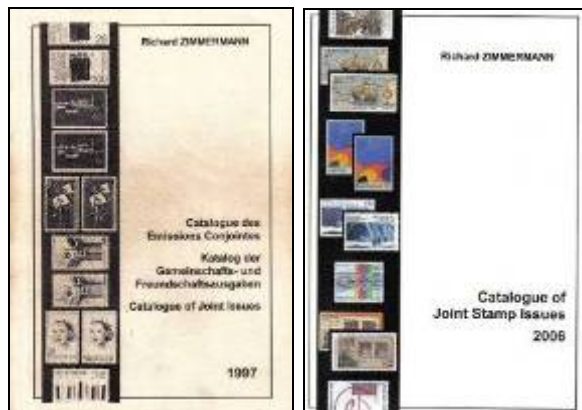 Richard ZIMMERMANN
Catalogue des
Emissions Conjointes
Katalog der
Gemeinschafts- und
Freundschaftsausgaben
Catalogue of Joint Issues
1997
Richard ZIMMERMANN
Catalogue of
Joint Stamp Issues
2006